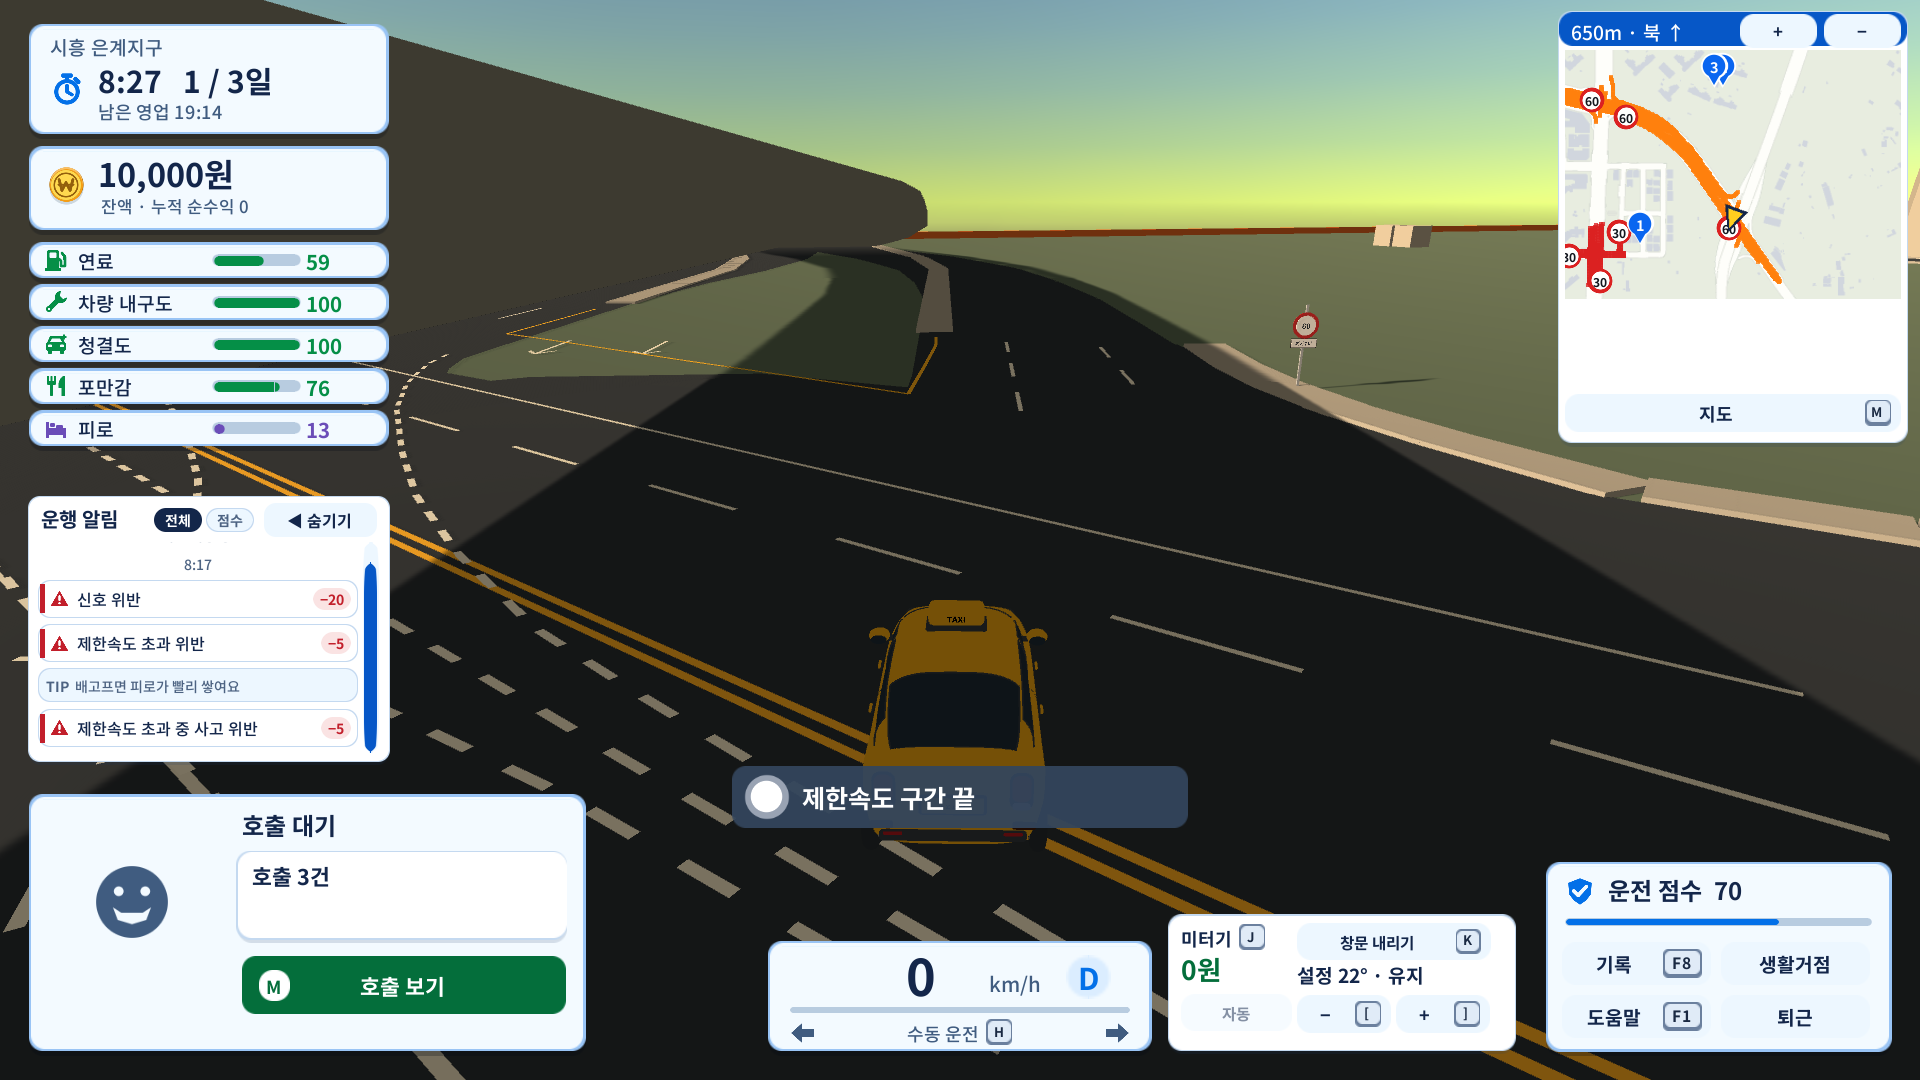 시흥 은계지구
8:27 1 / 3일
남은 영업 19:14
10,000원
잔액 · 누적 순수익 0
연료 59
차량 내구도 100
청결도 100
포만감 76
피로 13
운행 알림 전체 점수 ◀ 숨기기
8:17
신호 위반 −20
제한속도 초과 위반 −5
TIP 배고프면 피로가 빨리 쌓여요
제한속도 초과 중 사고 위반 −5
호출 대기
호출 3건
M 호출 보기
650m · 북 ↑ + −
3
60
60
1
30
60
30
30
지도 M
60
TAXI
제한속도 구간 끝
0 km/h D
수동 운전 H
미터기 J
0원
자동
창문 내리기 K
설정 22° · 유지
− [ + ]
운전 점수 70
기록 F8 생활거점
도움말 F1 퇴근